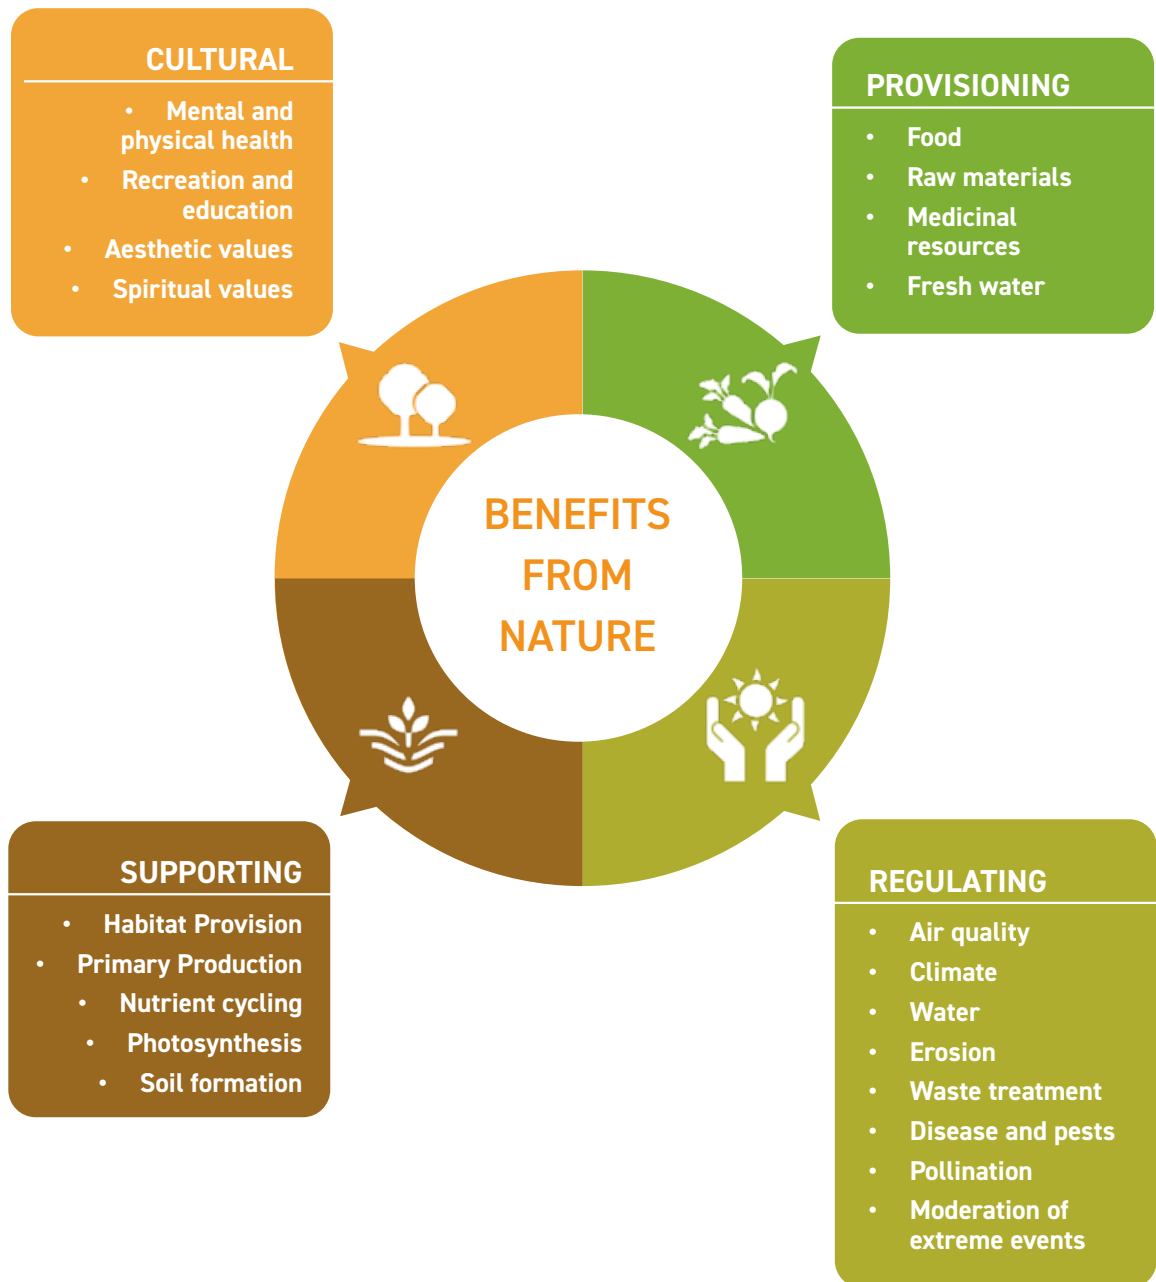 CULTURAL
• Mental and
physical health
• Recreation and
education
• Aesthetic values
• Spiritual values
PROVISIONING
• Food
• Raw materials
• Medicinal
resources
• Fresh water
BENEFITS
FROM
NATURE
SUPPORTING
• Habitat Provision
• Primary Production
• Nutrient cycling
• Photosynthesis
• Soil formation
REGULATING
• Air quality
• Climate
• Water
• Erosion
• Waste treatment
• Disease and pests
• Pollination
• Moderation of
extreme events